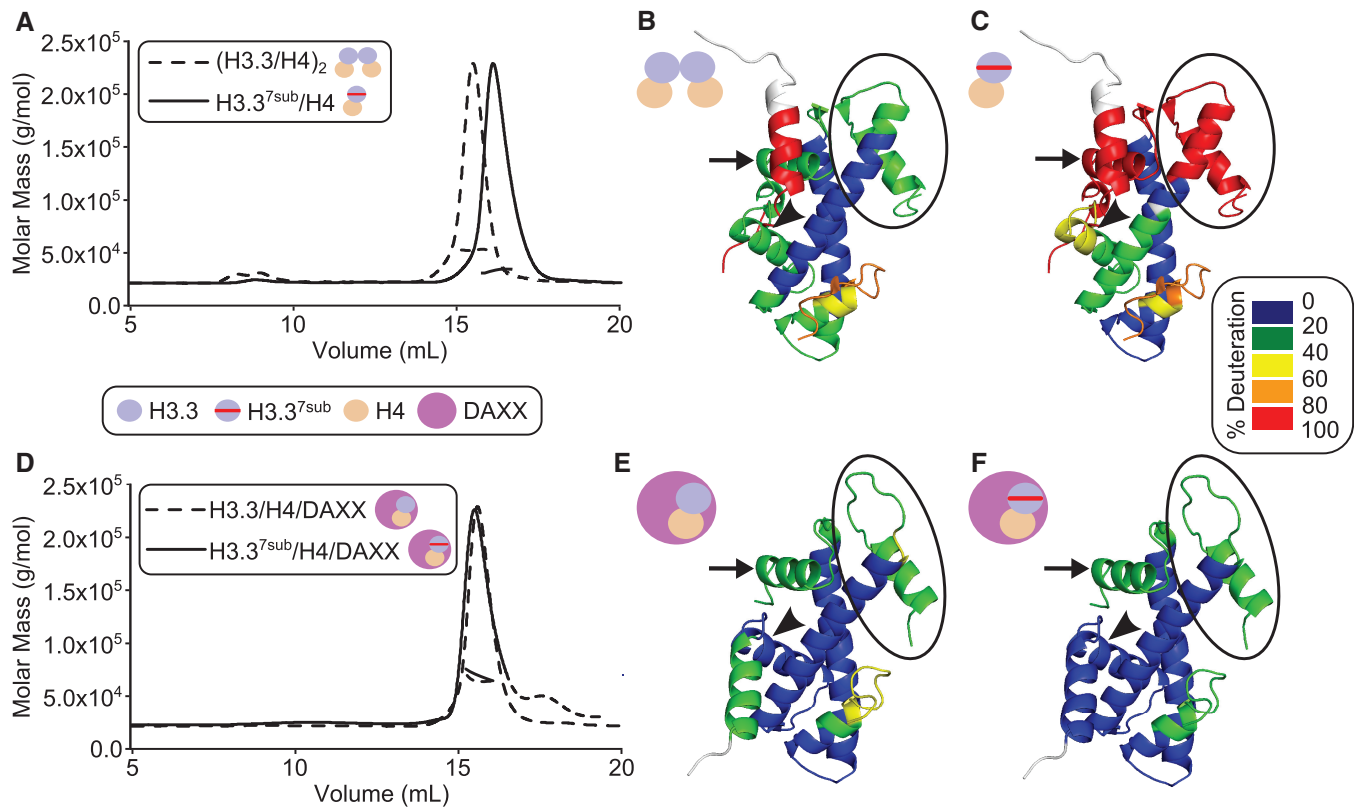 A
Molar Mass (g/mol)
2.5x10⁵
2.0x10⁵
1.5x10⁵
1.0x10⁵
5.0x10⁴
0.0
5 10 15 20
Volume (mL)
(H3.3/H4)₂
H3.3⁷ˢᵘᵇ/H4
B
C
% Deuteration
0
20
40
60
80
100
H3.3 H3.3⁷ˢᵘᵇ H4 DAXX
D
Molar Mass (g/mol)
2.5x10⁵
2.0x10⁵
1.5x10⁵
1.0x10⁵
5.0x10⁴
0.0
5 10 15 20
Volume (mL)
H3.3/H4/DAXX
H3.3⁷ˢᵘᵇ/H4/DAXX
E
F